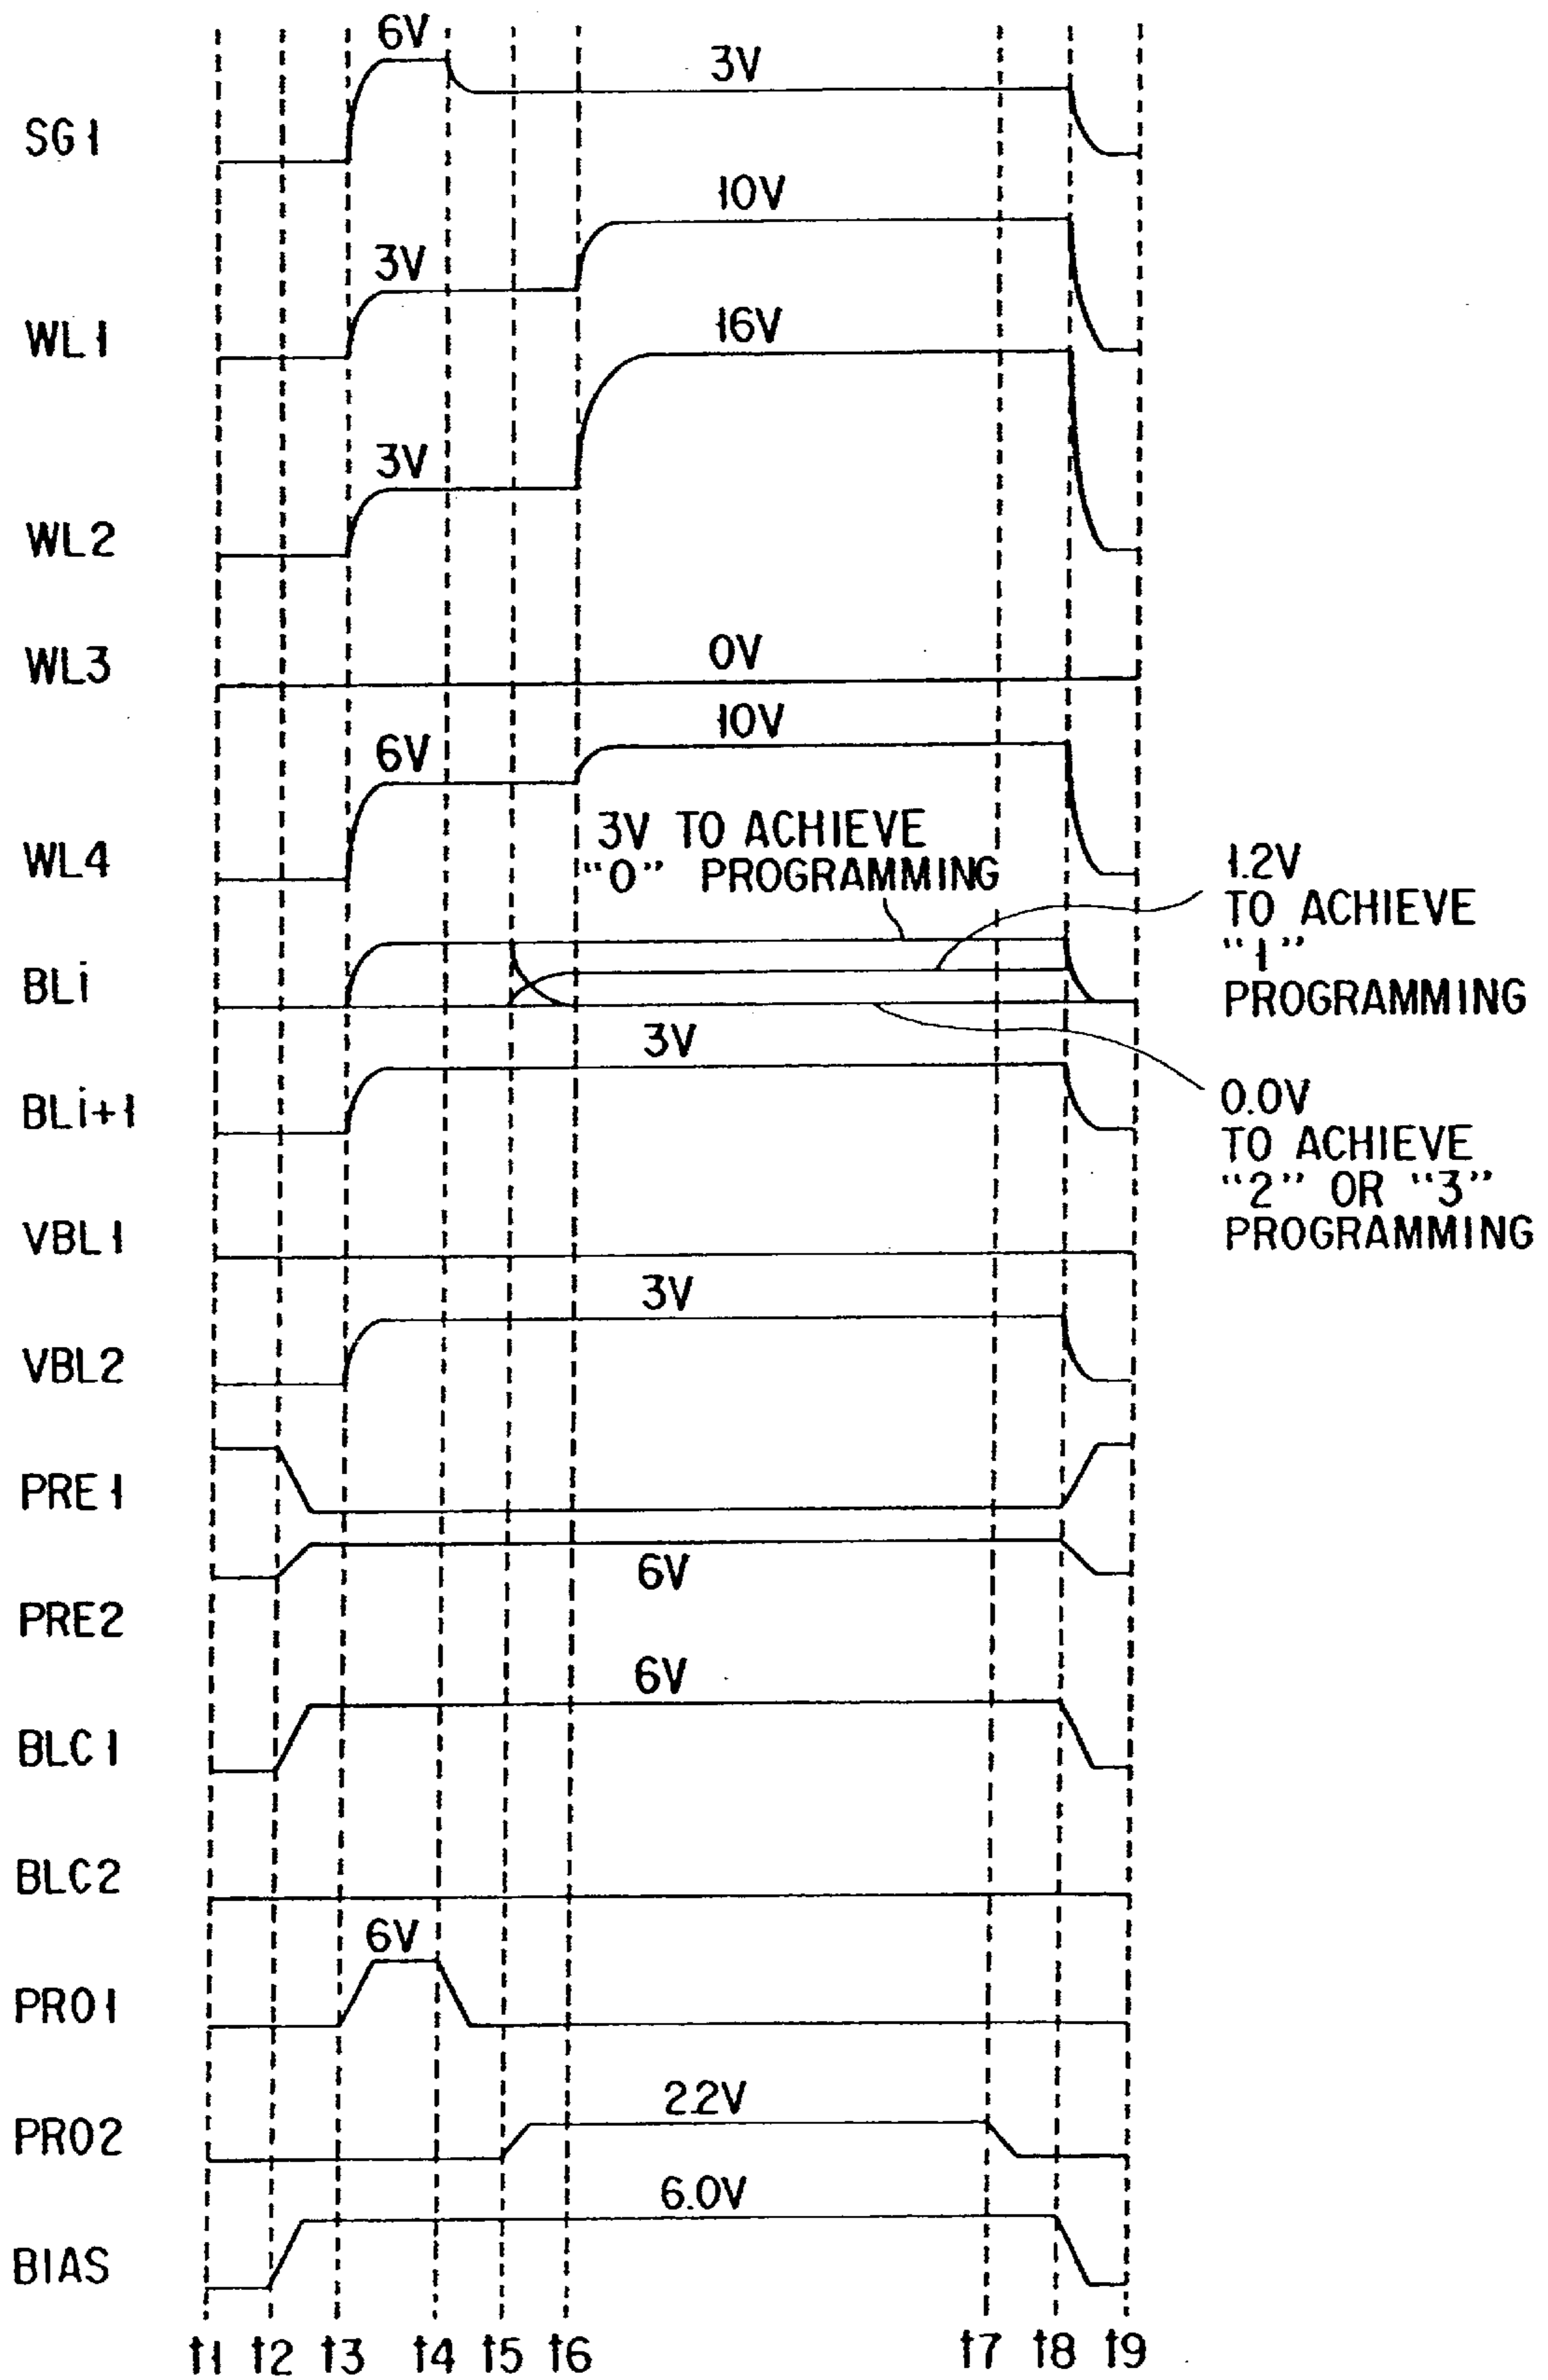 6V
3V
SG1
10V
3V
WL1
16V
3V
WL2
0V
WL3
10V
6V
WL4
3V TO ACHIEVE
“0” PROGRAMMING
1.2V
TO ACHIEVE
“1”
PROGRAMMING
BLi
3V
BLi+1
0.0V
TO ACHIEVE
“2” OR “3”
PROGRAMMING
VBL1
3V
VBL2
PRE1
6V
PRE2
6V
BLC1
BLC2
6V
PRO1
2.2V
PRO2
6.0V
BIAS
t1 t2 t3 t4 t5 t6 t7 t8 t9